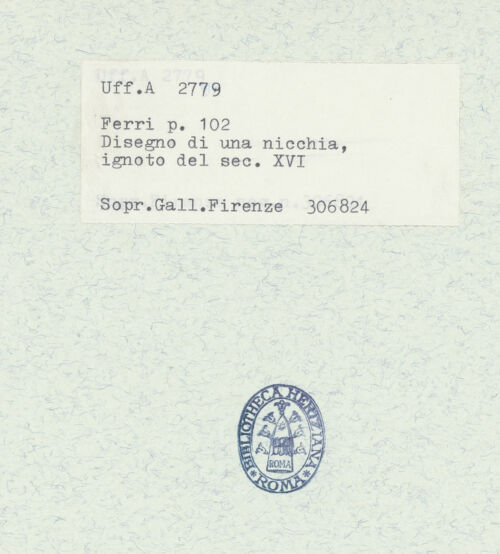 Uff.A 2779
Ferri p. 102
Disegno di una nicchia,
ignoto del sec. XVI
Sopr.Gall.Firenze 306824
BIBLIOTHECA HERTZIANA
ROMA
*ROMA*